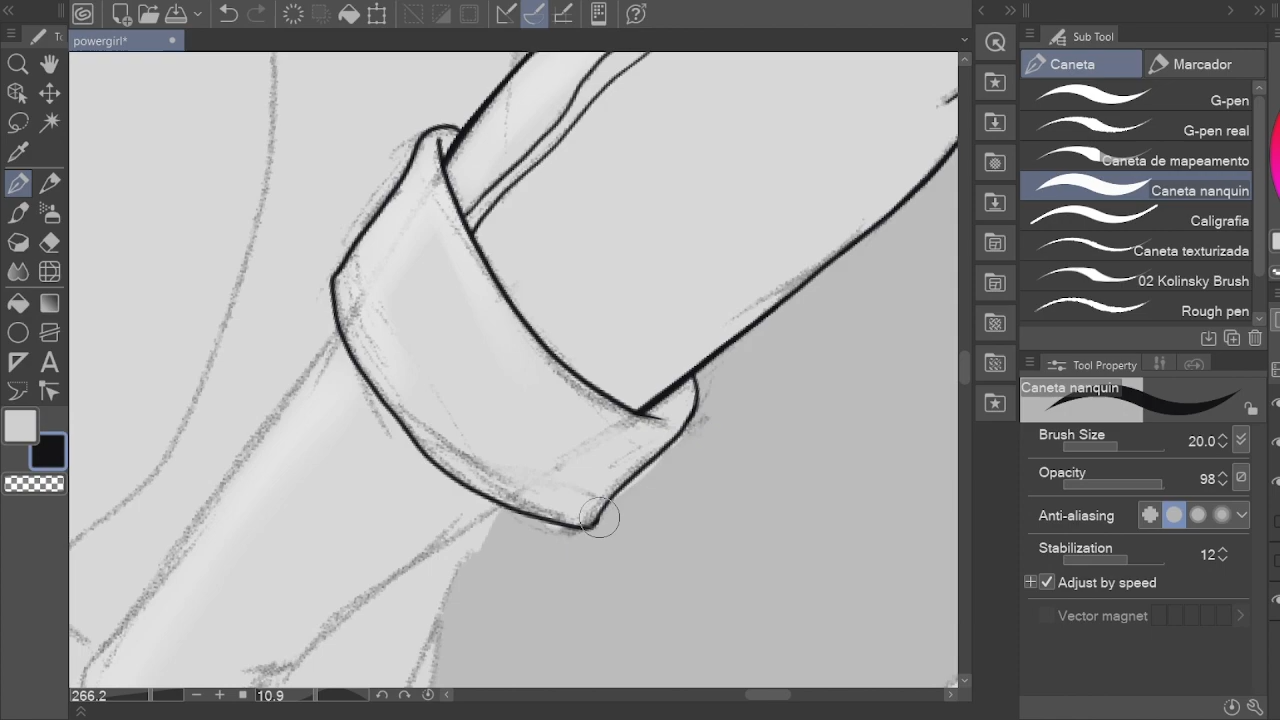 To
powergirl*
Sub Tool
Caneta
Marcador
G-pen
G-pen real
Caneta de mapeamento
Caneta nanquin
Caligrafia
Caneta texturizada
02 Kolinsky Brush
Rough pen
Tool Property
Caneta nanquin
Brush Size 20.0
Opacity 98
Anti-aliasing
Stabilization 12
Adjust by speed
Vector magnet
A
266.2 10.9